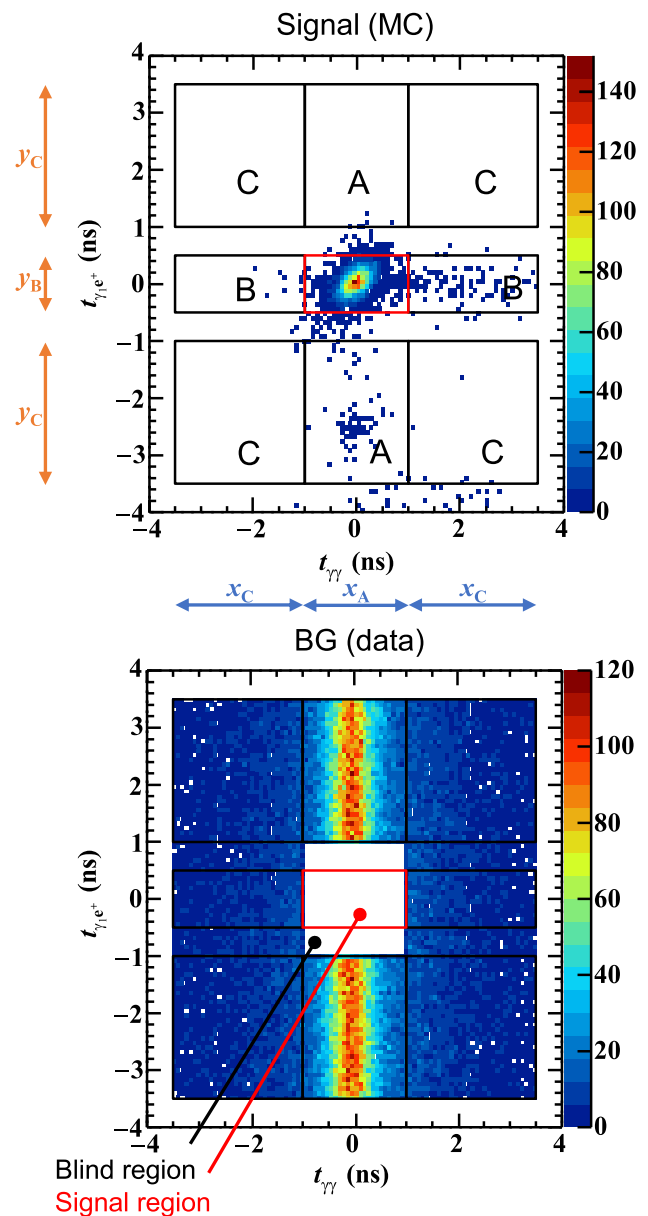 Signal (MC)
4
3
2
1
0
−1
−2
−3
−4
t_γ₁e⁺ (ns)
y_C
y_B
y_C
C A C
B B
C A C
140
120
100
80
60
40
20
0
−4 −2 0 2 4
t_γγ (ns)
x_C x_A x_C
BG (data)
4
3
2
1
0
−1
−2
−3
−4
t_γ₁e⁺ (ns)
120
100
80
60
40
20
0
−4 −2 0 2 4
t_γγ (ns)
Blind region
Signal region